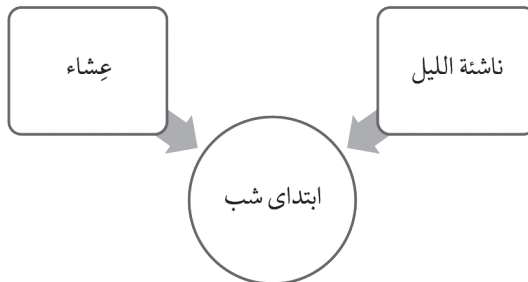 ناشئة الليل
عِشاء
ابتدای شب